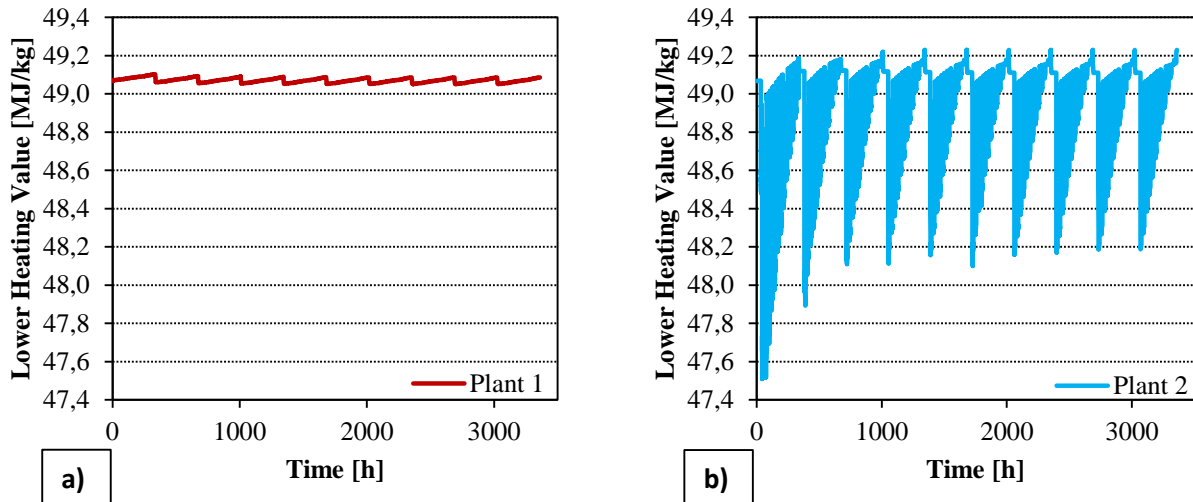 Lower Heating Value [MJ/kg]
49,4
49,2
49,0
48,8
48,6
48,4
48,2
48,0
47,8
47,6
47,4
Plant 1
0 1000 2000 3000
Time [h]
a)
Lower Heating Value [MJ/kg]
49,4
49,2
49,0
48,8
48,6
48,4
48,2
48,0
47,8
47,6
47,4
Plant 2
0 1000 2000 3000
Time [h]
b)